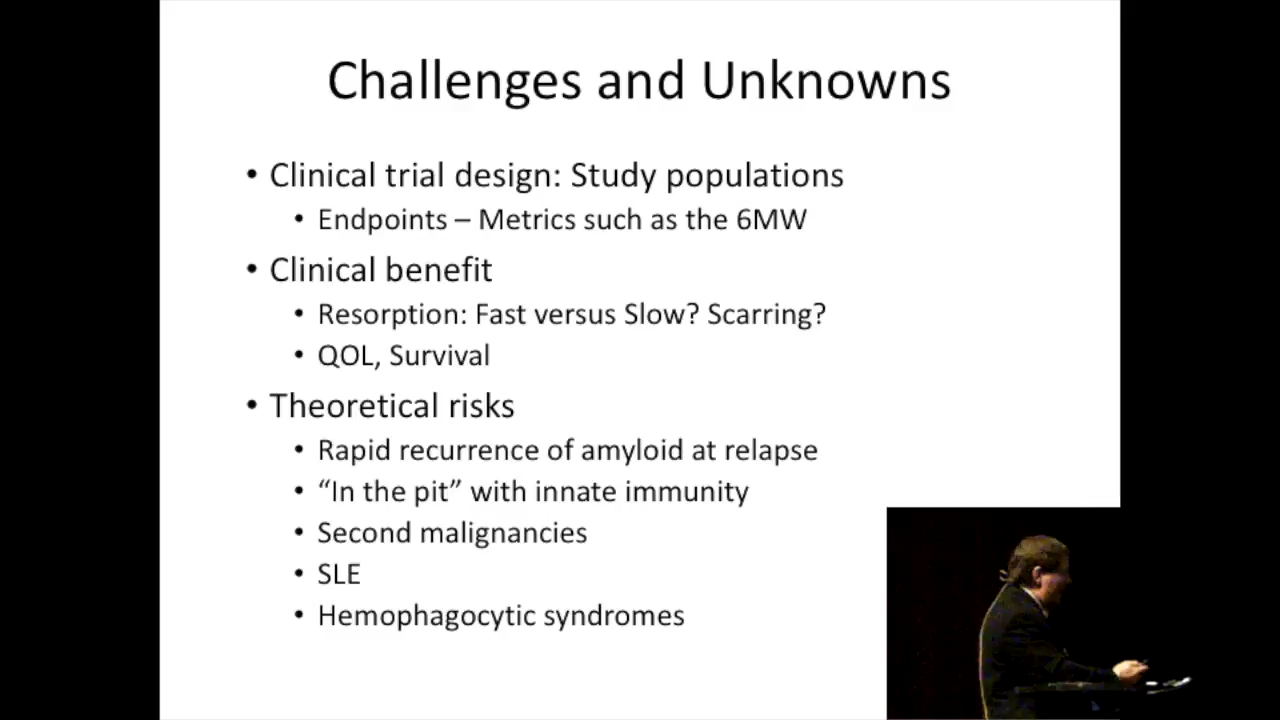 Challenges and Unknowns
• Clinical trial design: Study populations
• Endpoints – Metrics such as the 6MW
• Clinical benefit
• Resorption: Fast versus Slow? Scarring?
• QOL, Survival
• Theoretical risks
• Rapid recurrence of amyloid at relapse
• “In the pit” with innate immunity
• Second malignancies
• SLE
• Hemophagocytic syndromes